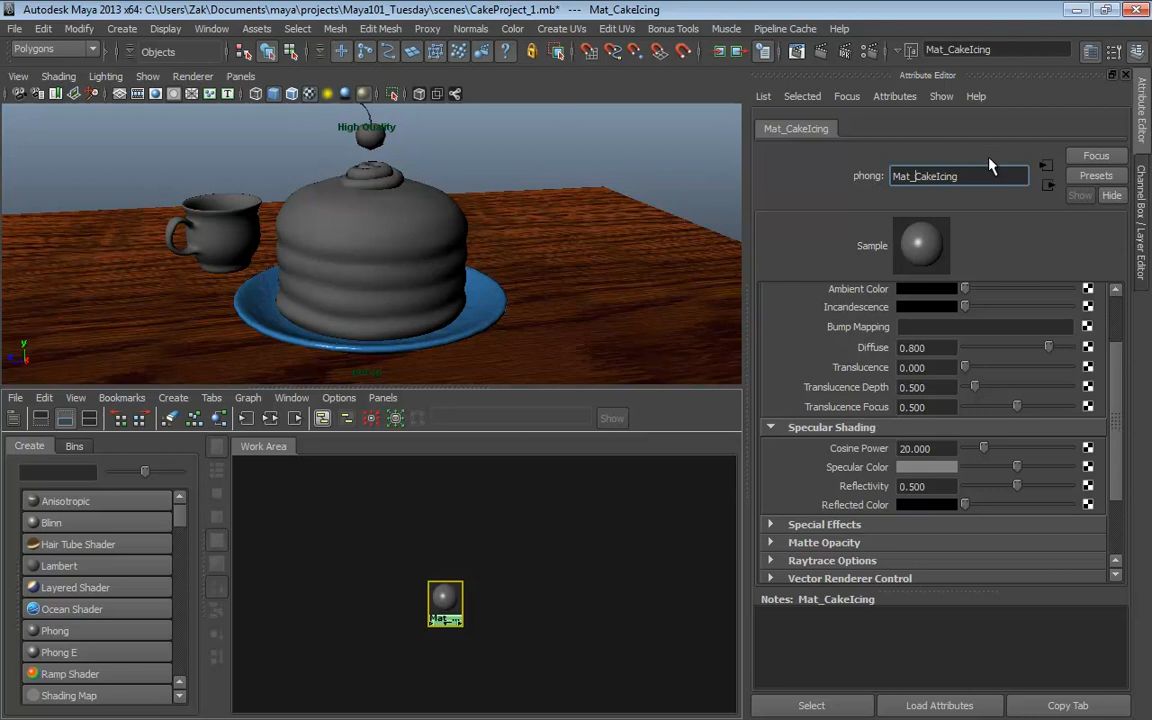 Autodesk Maya 2013 x64: C:\Users\Zak\Documents\maya\projects\Maya101_Tuesday\scenes\CakeProject_1.mb* --- Mat_CakeIcing
File Edit Modify Create Display Window Assets Select Mesh Edit Mesh Proxy Normals Color Create UVs Edit UVs Bonus Tools Muscle Pipeline Cache Help
Polygons Objects Mat_CakeIcing
View Shading Lighting Show Renderer Panels
High Quality
persp
y
Attribute Editor
List Selected Focus Attributes Show Help
Mat_CakeIcing
phong: Mat_CakeIcing
Focus
Presets
Show Hide
Sample
Ambient Color
Incandescence
Bump Mapping
Diffuse 0.800
Translucence 0.000
Translucence Depth 0.500
Translucence Focus 0.500
Specular Shading
Cosine Power 20.000
Specular Color
Reflectivity 0.500
Reflected Color
Special Effects
Matte Opacity
Raytrace Options
Vector Renderer Control
Notes: Mat_CakeIcing
Select Load Attributes Copy Tab
Attribute Editor
Channel Box / Layer Editor
File Edit View Bookmarks Create Tabs Graph Window Options Panels
Show
Create Bins
Work Area
Anisotropic
Blinn
Hair Tube Shader
Lambert
Layered Shader
Ocean Shader
Phong
Phong E
Ramp Shader
Shading Map
Mat_...